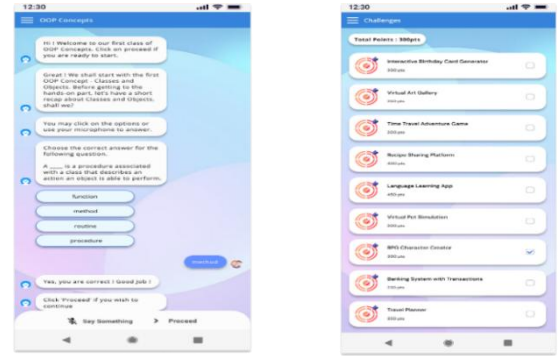 12:30
OOP Concepts
Hi ! Welcome to our first class of
OOP Concepts. Click on proceed if
you are ready to start.
Great ! We shall start with the first
OOP Concept - Classes and
Objects. Before getting to the
hands-on part, let's have a short
recap about Classes and Objects,
shall we?
You may click on the options or
use your microphone to answer.
Choose the correct answer for the
following question.
A ___ is a procedure associated
with a class that describes an
action an object is able to perform.
function
method
routine
procedure
method
Yes, you are correct ! Good job !
Click 'Proceed' if you wish to
continue
Say Something > Proceed
12:30
Challenges
Total Points : 300pts
Interactive Birthday Card Generator
Virtual Art Gallery
Time Travel Adventure Game
Recipe Sharing Platform
Language Learning App
Virtual Pet Simulation
RPG Character Creator
Banking System with Transactions
Travel Planner